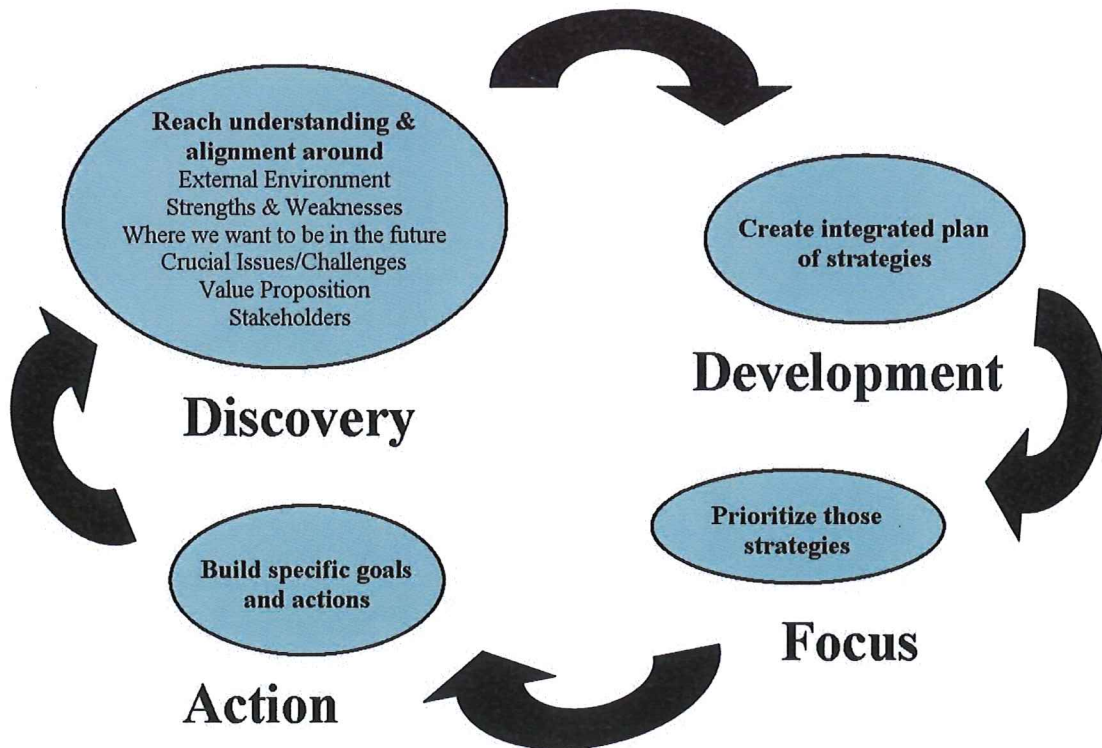 Reach understanding &
alignment around
External Environment
Strengths & Weaknesses
Where we want to be in the future
Crucial Issues/Challenges
Value Proposition
Stakeholders
Discovery
Create integrated plan
of strategies
Development
Prioritize those
strategies
Focus
Build specific goals
and actions
Action